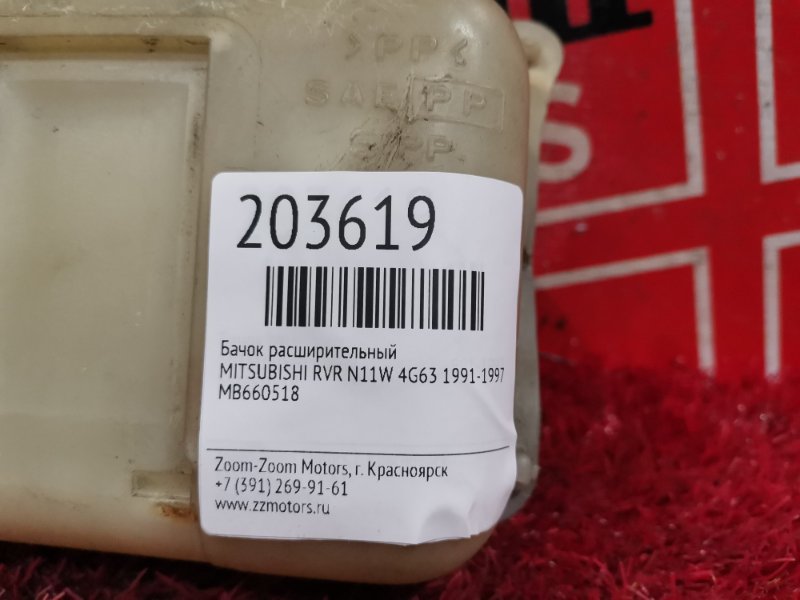 >PP<
SAE PP
PP
S
203619
Бачок расширительный
MITSUBISHI RVR N11W 4G63 1991-1997
MB660518
Zoom-Zoom Motors, г. Красноярск
+7 (391) 269-91-61
www.zzmotors.ru